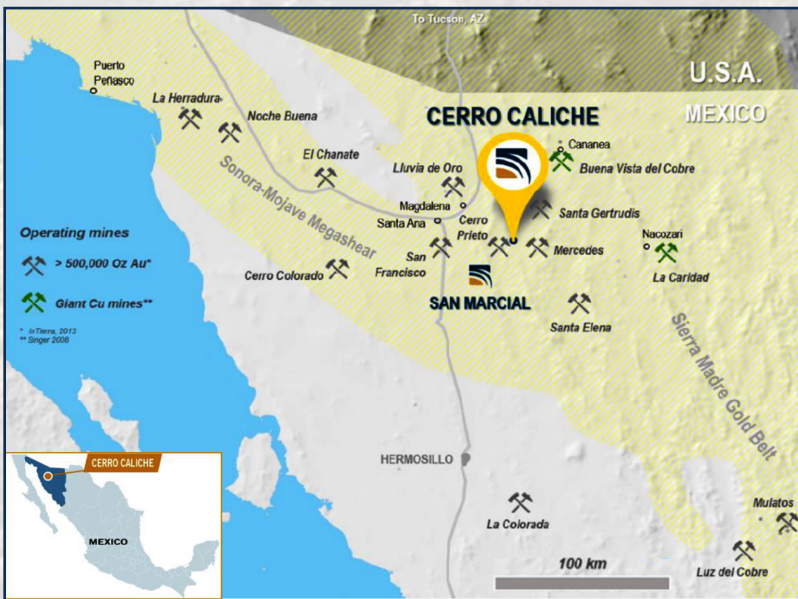 To Tucson, AZ
U.S.A.
MEXICO
Puerto
Peñasco
La Herradura
Noche Buena
CERRO CALICHE
Cananea
Buena Vista del Cobre
El Chanate
Lluvia de Oro
Sonora-Mojave Megashear
Magdalena
Santa Ana
Cerro
Prieto
Santa Gertrudis
Mercedes
Nacozari
La Caridad
San
Francisco
Cerro Colorado
SAN MARCIAL
Santa Elena
Operating mines
> 500,000 Oz Au*
Giant Cu mines**
* InTierra, 2013
** Singer 2008
Sierra Madre Gold Belt
HERMOSILLO
La Colorada
Mulatos
Luz del Cobre
100 km
CERRO CALICHE
MEXICO